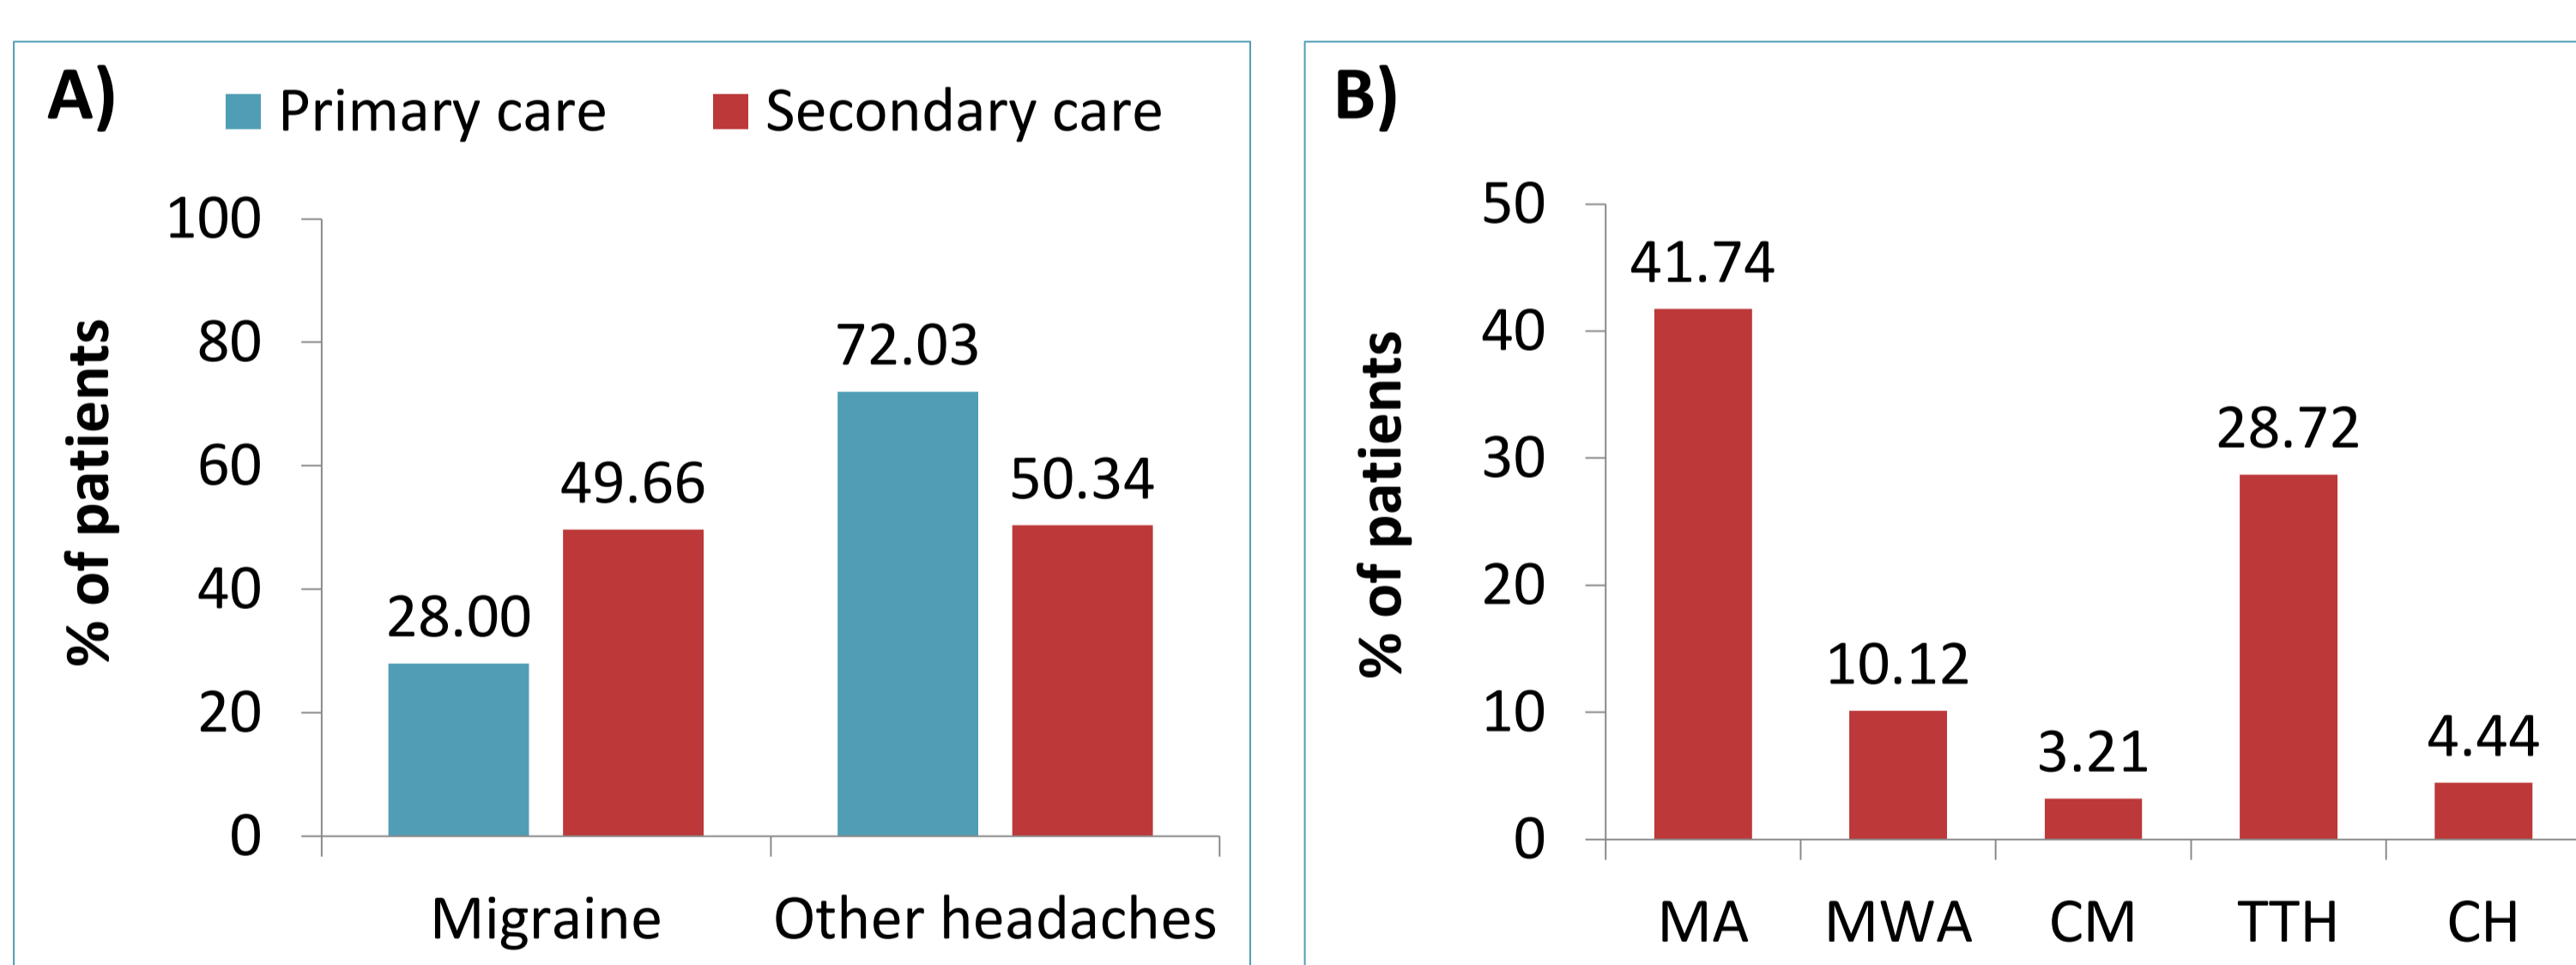 A)
Primary care
Secondary care
% of patients
100
80
60
40
20
0
28.00
49.66
72.03
50.34
Migraine
Other headaches
B)
% of patients
50
40
30
20
10
0
41.74
10.12
3.21
28.72
4.44
MA
MWA
CM
TTH
CH